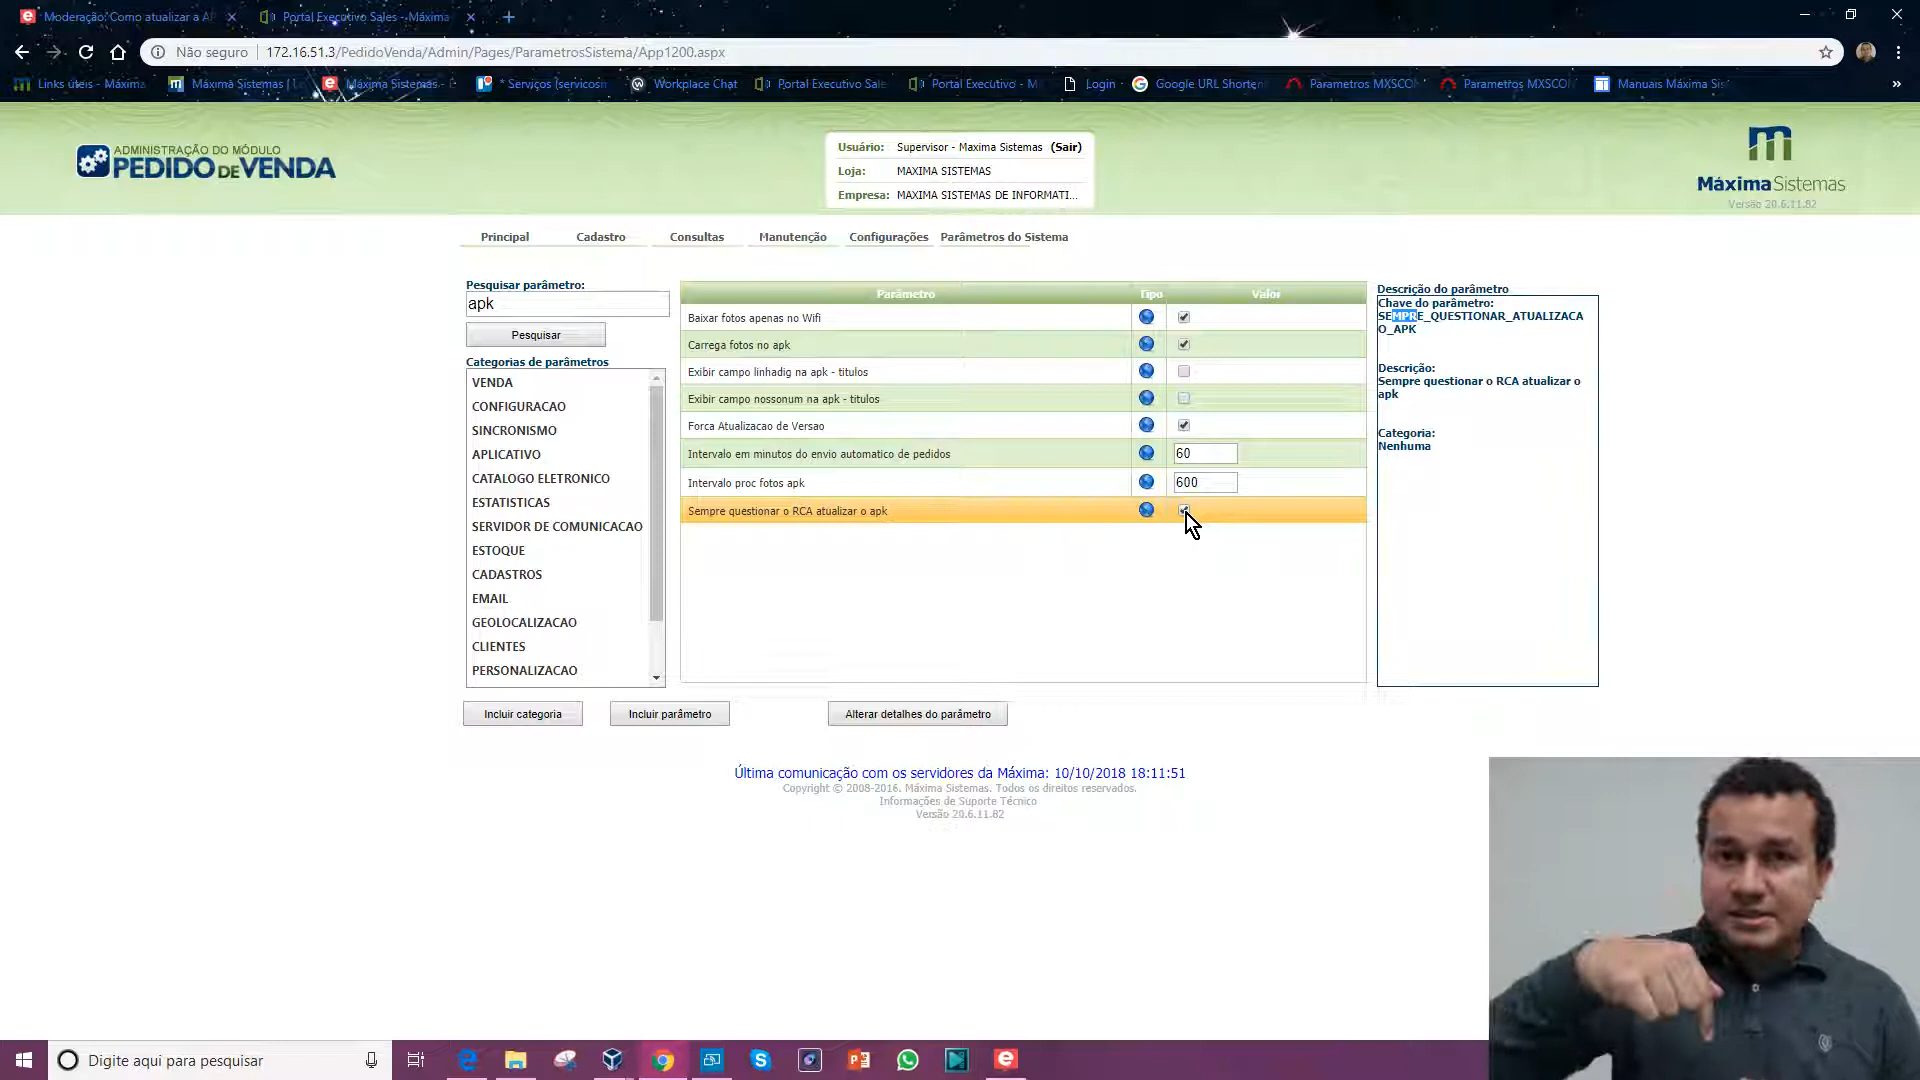 Moderação: Como atualizar a A
Portal Executivo Sales - Máxima
Não seguro 172.16.51.3/PedidoVenda/Admin/Pages/ParametrosSistema/App1200.aspx
Links úteis - Máxima
Máxima Sistemas |
Máxima Sistemas -
* Serviços (servicos
Workplace Chat
Portal Executivo Sale
Portal Executivo - M
Login
Google URL Shorten
Parametros MXSCO
Parametros MXSCO
Manuais Máxima Sis
»
ADMINISTRAÇÃO DO MÓDULO
PEDIDO DE VENDA
Usuário: Supervisor - Maxima Sistemas (Sair)
Loja: MAXIMA SISTEMAS
Empresa: MAXIMA SISTEMAS DE INFORMATI...
MáximaSistemas
Versão 20.6.11.82
Principal Cadastro Consultas Manutenção Configurações Parâmetros do Sistema
Pesquisar parâmetro:
apk
Pesquisar
Categorias de parâmetros
VENDA
CONFIGURACAO
SINCRONISMO
APLICATIVO
CATALOGO ELETRONICO
ESTATISTICAS
SERVIDOR DE COMUNICACAO
ESTOQUE
CADASTROS
EMAIL
GEOLOCALIZACAO
CLIENTES
PERSONALIZACAO
Parâmetro Tipo Valor
Baixar fotos apenas no Wifi
Carrega fotos no apk
Exibir campo linhadig na apk - titulos
Exibir campo nossonum na apk - titulos
Forca Atualizacao de Versao
Intervalo em minutos do envio automatico de pedidos 60
Intervalo proc fotos apk 600
Sempre questionar o RCA atualizar o apk
Descrição do parâmetro
Chave do parâmetro:
SEMPRE_QUESTIONAR_ATUALIZACA
O_APK
Descrição:
Sempre questionar o RCA atualizar o
apk
Categoria:
Nenhuma
Incluir categoria
Incluir parâmetro
Alterar detalhes do parâmetro
Última comunicação com os servidores da Máxima: 10/10/2018 18:11:51
Copyright © 2008-2016. Máxima Sistemas. Todos os direitos reservados.
Informações de Suporte Técnico
Versão 20.6.11.82
Digite aqui para pesquisar